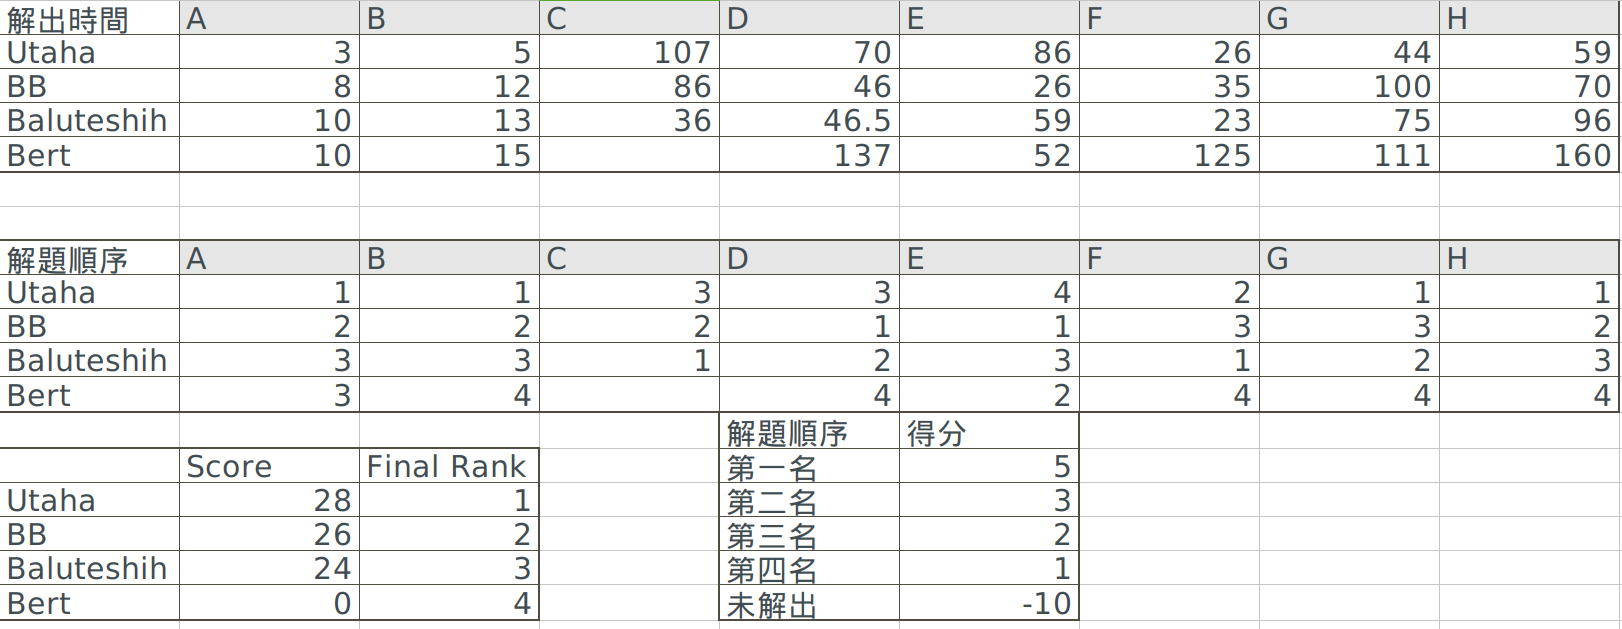 解出時間 A B C D E F G H
Utaha 3 5 107 70 86 26 44 59
BB 8 12 86 46 26 35 100 70
Baluteshih 10 13 36 46.5 59 23 75 96
Bert 10 15 137 52 125 111 160
解題順序 A B C D E F G H
Utaha 1 1 3 3 4 2 1 1
BB 2 2 2 1 1 3 3 2
Baluteshih 3 3 1 2 3 1 2 3
Bert 3 4 4 2 4 4 4
解題順序 得分
Score Final Rank 第一名 5
Utaha 28 1 第二名 3
BB 26 2 第三名 2
Baluteshih 24 3 第四名 1
Bert 0 4 未解出 -10